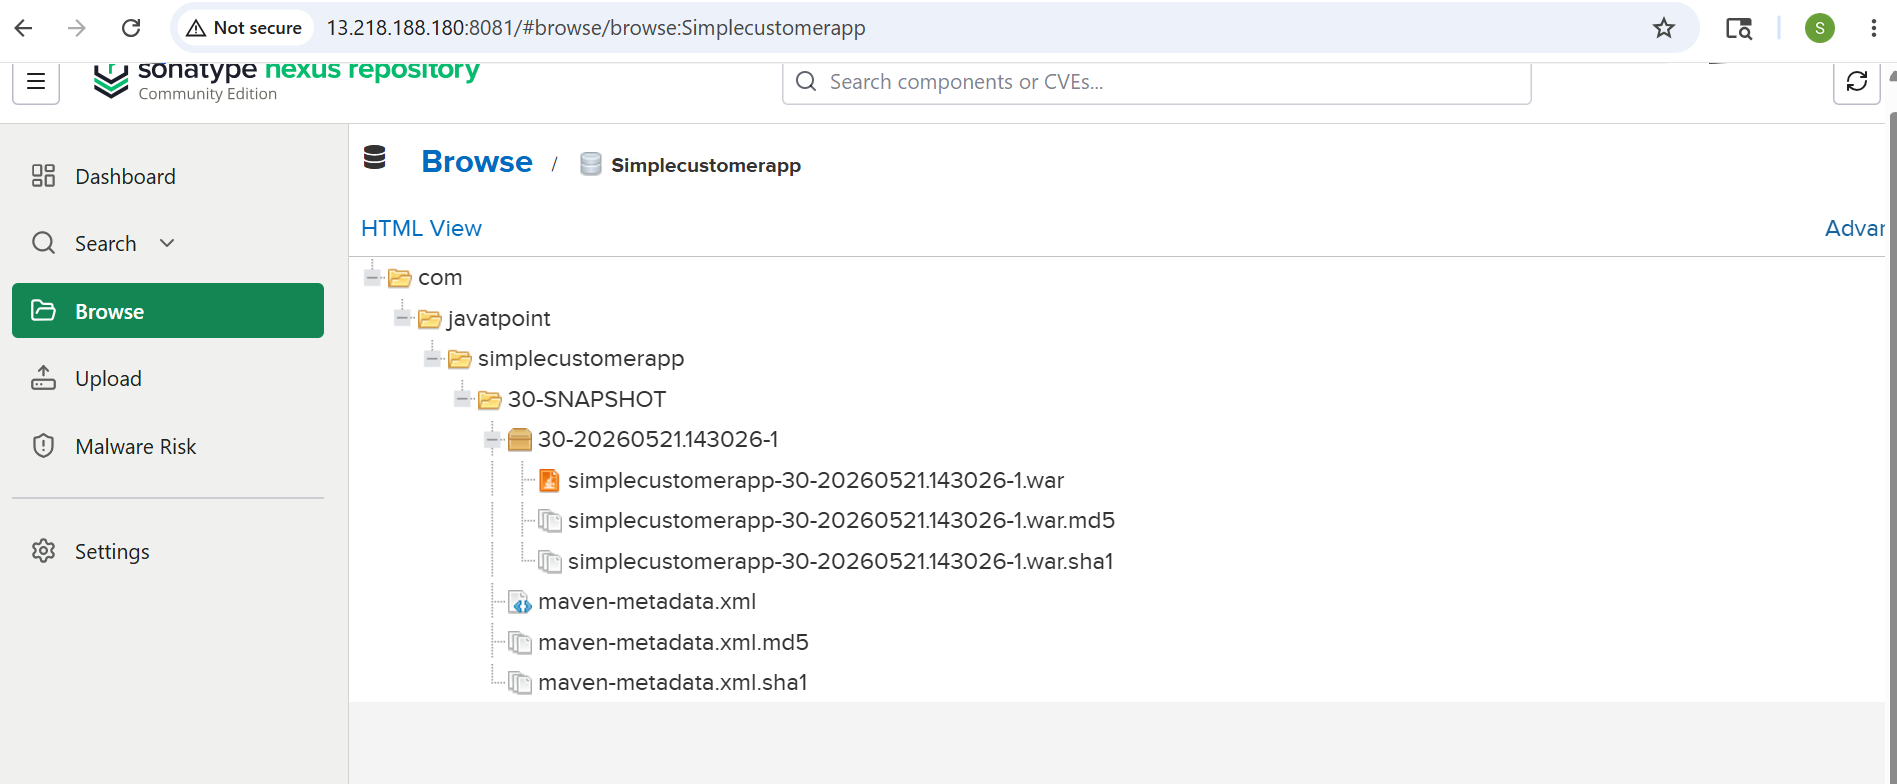 Not secure 13.218.188.180:8081/#browse/browse:Simplecustomerapp S
sonatype nexus repository
Community Edition
Search components or CVEs...
Dashboard
Search
Browse
Upload
Malware Risk
Settings
Browse / Simplecustomerapp
HTML View
Advar
com
javatpoint
simplecustomerapp
30-SNAPSHOT
30-20260521.143026-1
simplecustomerapp-30-20260521.143026-1.war
simplecustomerapp-30-20260521.143026-1.war.md5
simplecustomerapp-30-20260521.143026-1.war.sha1
maven-metadata.xml
maven-metadata.xml.md5
maven-metadata.xml.sha1